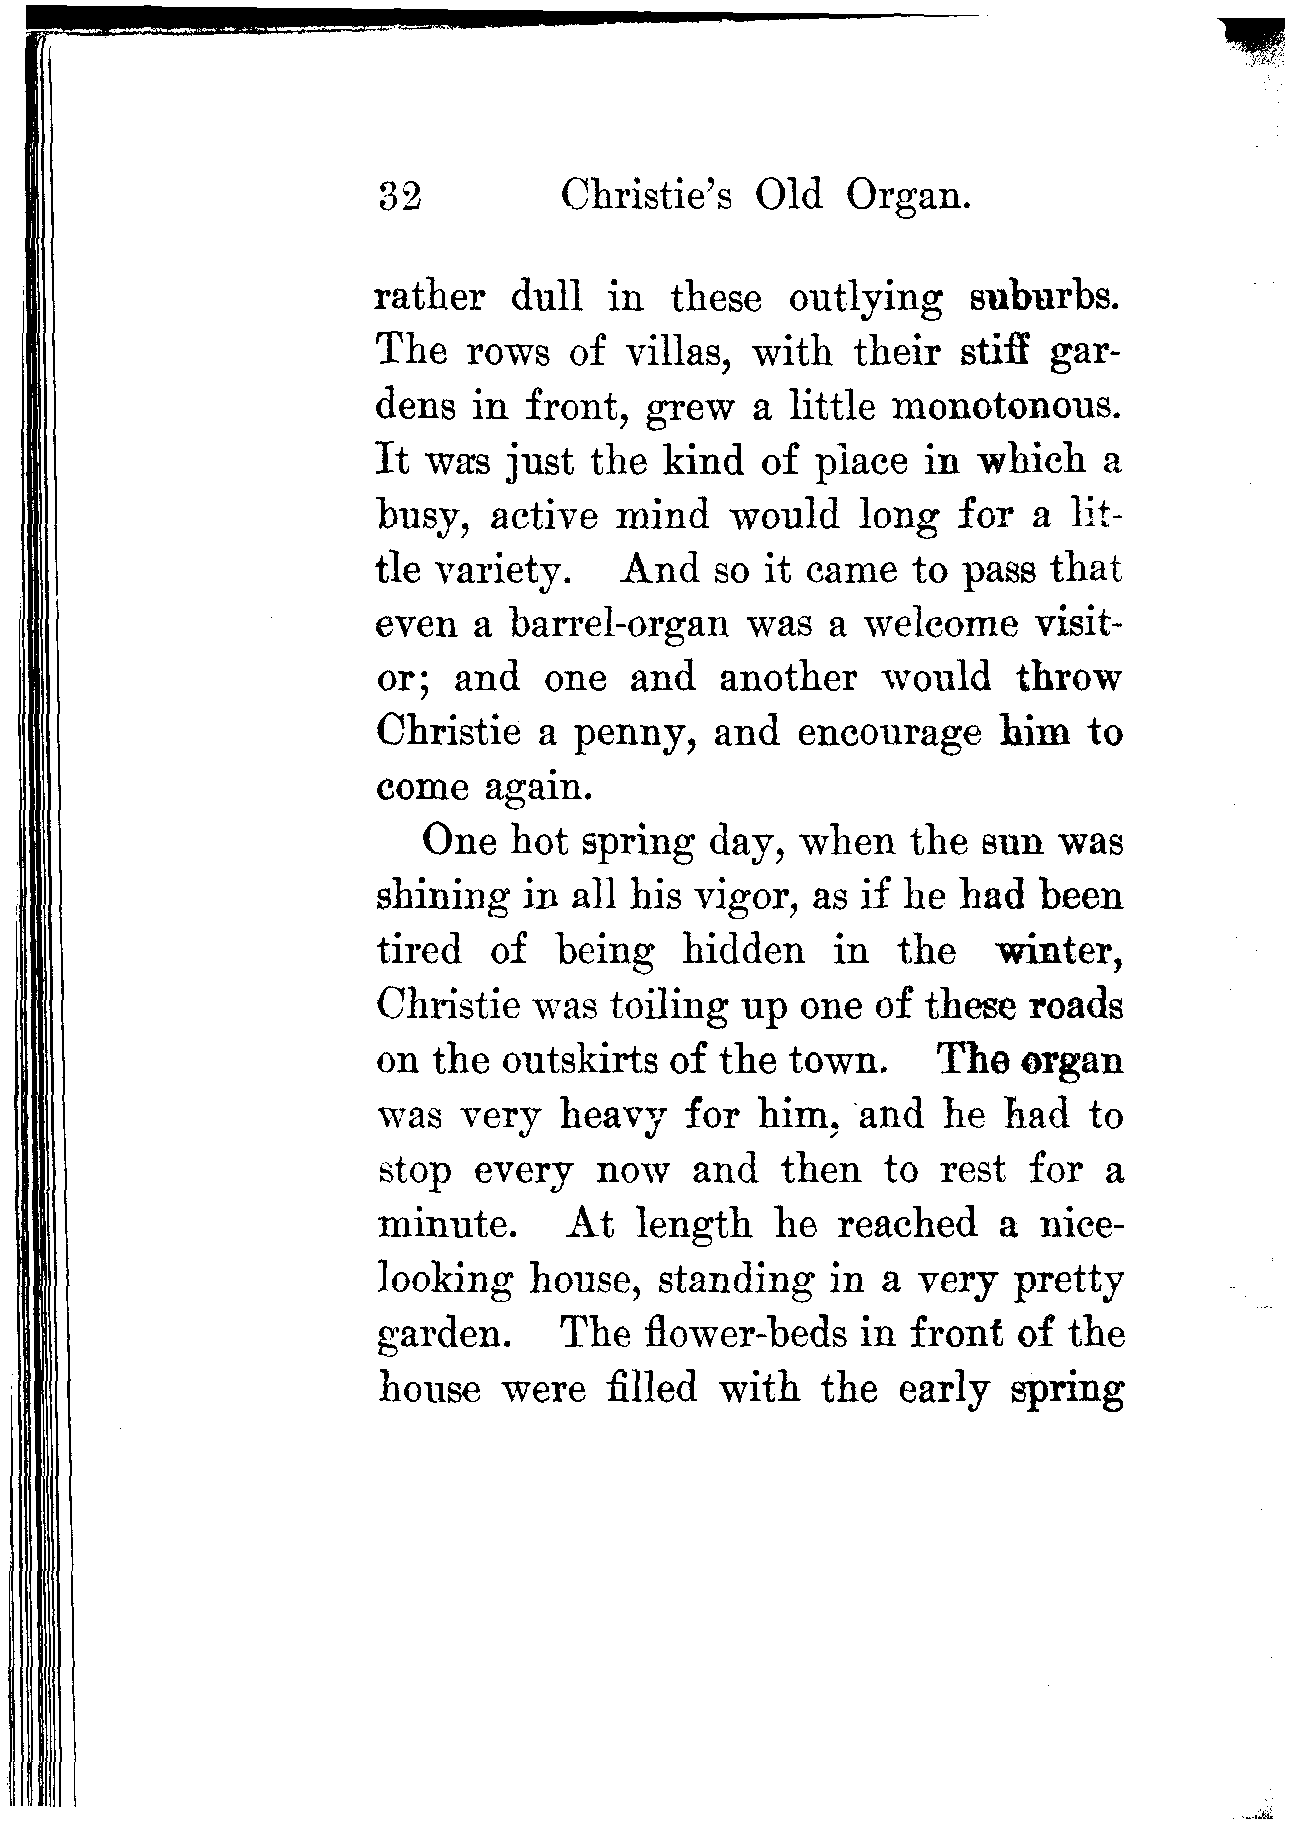 32 Christie's Old Organ.
rather dull in these outlying suburbs.
The rows of villas, with their stiff gar-
dens in front, grew a little monotonous.
It was just the kind of place in which a
busy, active mind would long for a lit-
tle variety. And so it came to pass that
even a barrel-organ was a welcome visit-
or; and one and another would throw
Christie a penny, and encourage him to
come again.
One hot spring day, when the sun was
shining in all his vigor, as if he had been
tired of being hidden in the winter,
Christie was toiling up one of these roads
on the outskirts of the town. The organ
was very heavy for him, and he had to
stop every now and then to rest for a
minute. At length he reached a nice-
looking house, standing in a very pretty
garden. The flower-beds in front of the
house were filled with the early spring